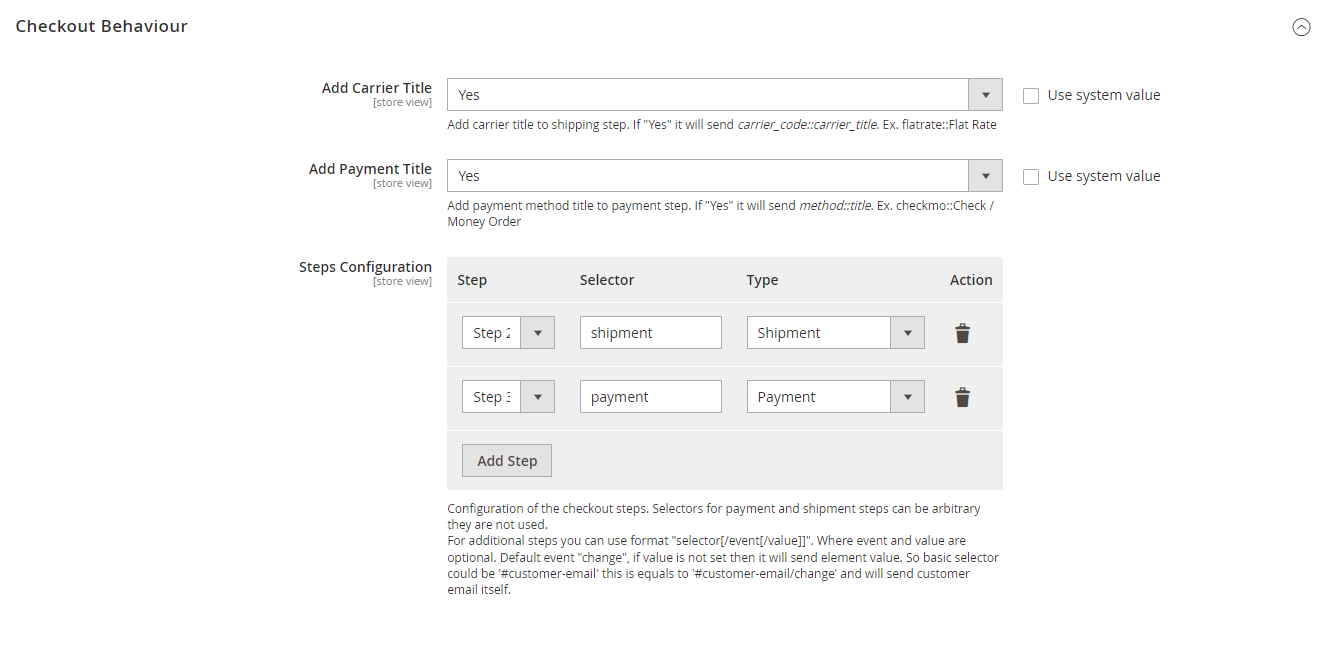 Checkout Behaviour
Add Carrier Title
[store view]
Yes
Use system value
Add carrier title to shipping step. If "Yes" it will send carrier_code::carrier_title. Ex. flatrate::Flat Rate
Add Payment Title
[store view]
Yes
Use system value
Add payment method title to payment step. If "Yes" it will send method::title. Ex. checkmo::Check /
Money Order
Steps Configuration
[store view]
Step Selector Type Action
Step 2 shipment Shipment
Step 3 payment Payment
Add Step
Configuration of the checkout steps. Selectors for payment and shipment steps can be arbitrary
they are not used.
For additional steps you can use format "selector[/event[/value]]". Where event and value are
optional. Default event "change", if value is not set then it will send element value. So basic selector
could be '#customer-email' this is equals to '#customer-email/change' and will send customer
email itself.